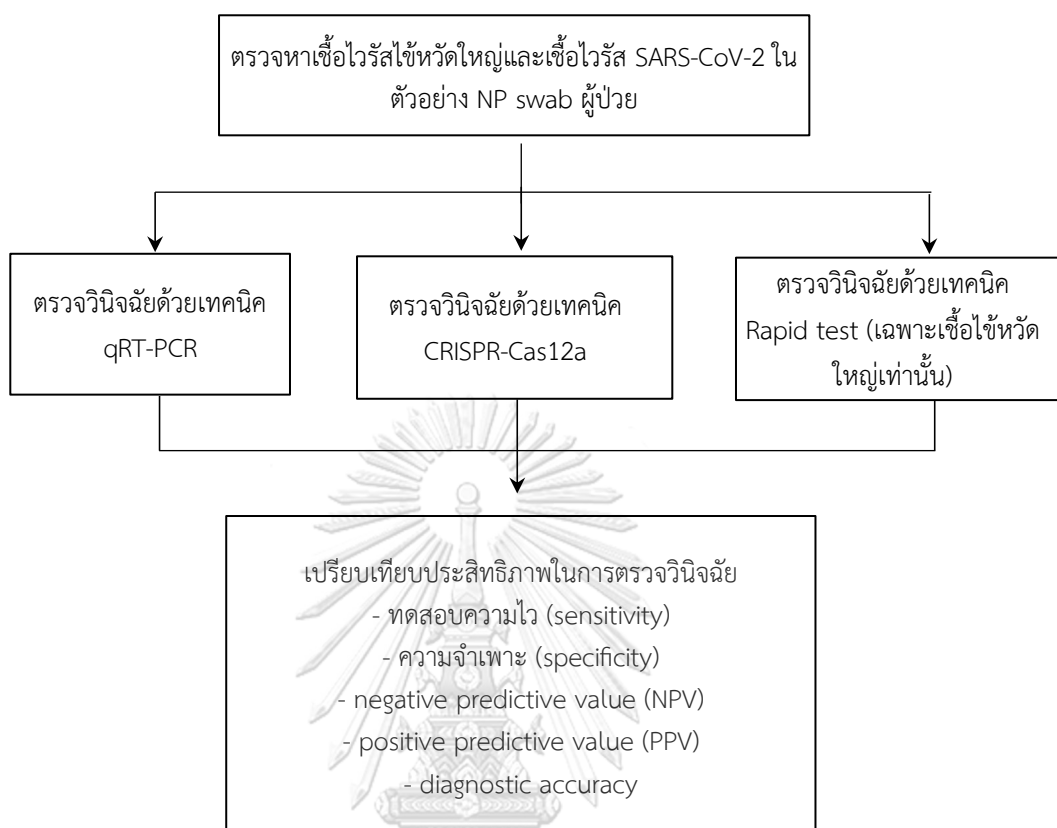 ตรวจหาเชื้อไวรัสไข้หวัดใหญ่และเชื้อไวรัส SARS-CoV-2 ใน
ตัวอย่าง NP swab ผู้ป่วย
ตรวจวินิจฉัยด้วยเทคนิค
qRT-PCR
ตรวจวินิจฉัยด้วยเทคนิค
CRISPR-Cas12a
ตรวจวินิจฉัยด้วยเทคนิค
Rapid test (เฉพาะเชื้อไข้หวัด
ใหญ่เท่านั้น)
เปรียบเทียบประสิทธิภาพในการตรวจวินิจฉัย
- ทดสอบความไว (sensitivity)
- ความจำเพาะ (specificity)
- negative predictive value (NPV)
- positive predictive value (PPV)
- diagnostic accuracy